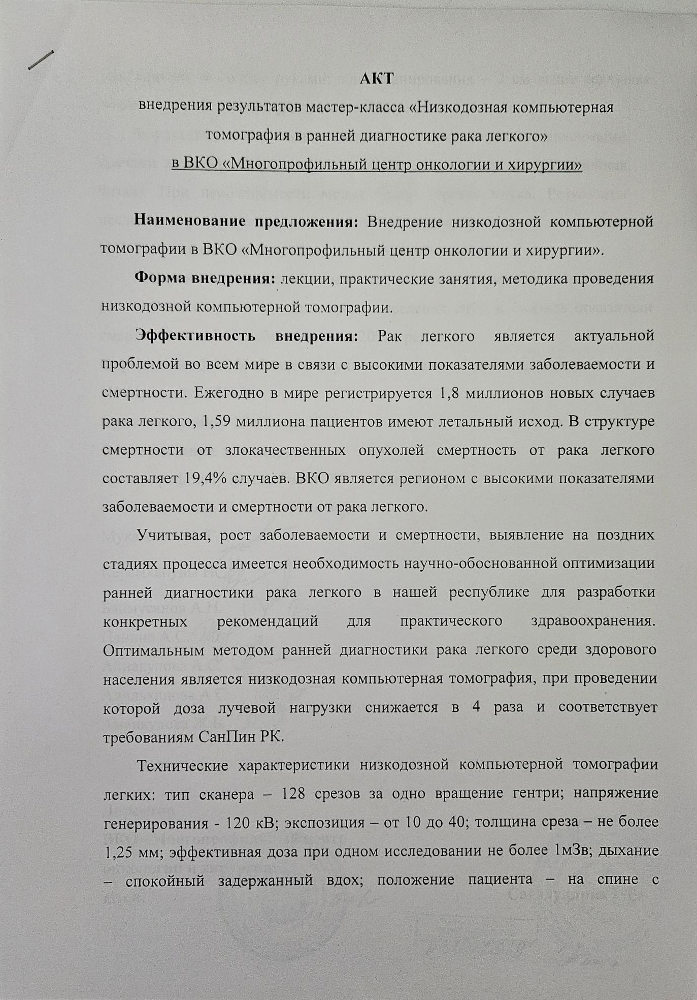 АКТ
внедрения результатов мастер-класса «Низкодозная компьютерная
томография в ранней диагностике рака легкого»
в ВКО «Многопрофильный центр онкологии и хирургии»
Наименование предложения: Внедрение низкодозной компьютерной
томографии в ВКО «Многопрофильный центр онкологии и хирургии».
Форма внедрения: лекции, практические занятия, методика проведения
низкодозной компьютерной томографии.
Эффективность внедрения: Рак легкого является актуальной
проблемой во всем мире в связи с высокими показателями заболеваемости и
смертности. Ежегодно в мире регистрируется 1,8 миллионов новых случаев
рака легкого, 1,59 миллиона пациентов имеют летальный исход. В структуре
смертности от злокачественных опухолей смертность от рака легкого
составляет 19,4% случаев. ВКО является регионом с высокими показателями
заболеваемости и смертности от рака легкого.
Учитывая, рост заболеваемости и смертности, выявление на поздних
стадиях процесса имеется необходимость научно-обоснованной оптимизации
ранней диагностики рака легкого в нашей республике для разработки
конкретных рекомендаций для практического здравоохранения.
Оптимальным методом ранней диагностики рака легкого среди здорового
населения является низкодозная компьютерная томография, при проведении
которой доза лучевой нагрузки снижается в 4 раза и соответствует
требованиям СанПин РК.
Технические характеристики низкодозной компьютерной томографии
легких: тип сканера – 128 срезов за одно вращение гентри; напряжение
генерирования - 120 кВ; экспозиция – от 10 до 40; толщина среза – не более
1,25 мм; эффективная доза при одном исследовании не более 1мЗв; дыхание
– спокойный задержанный вдох; положение пациента – на спине с